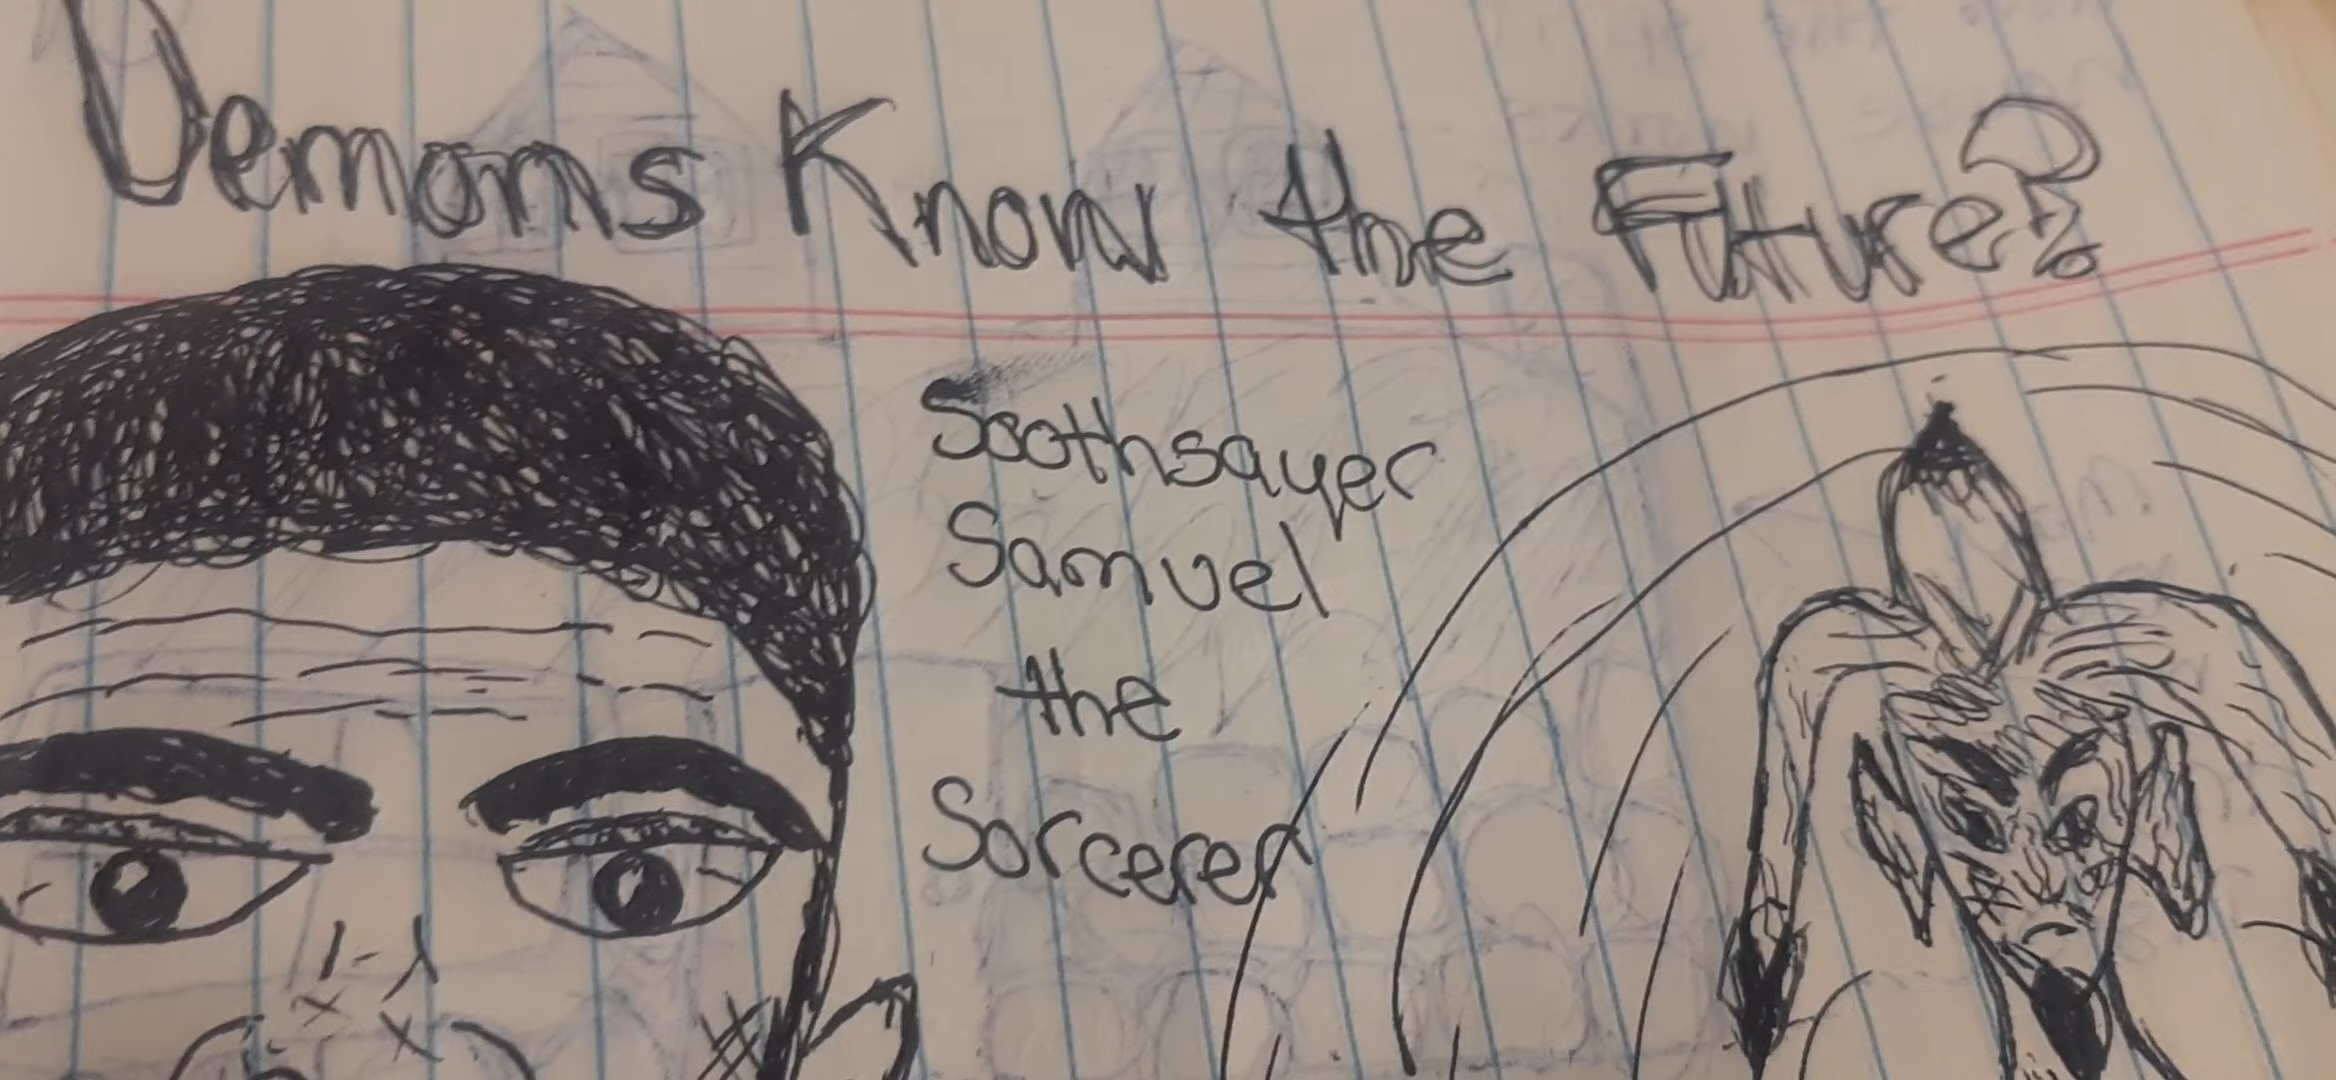 Demons Know the Future?
Soothsayer
Samuel
the
Sorcerer